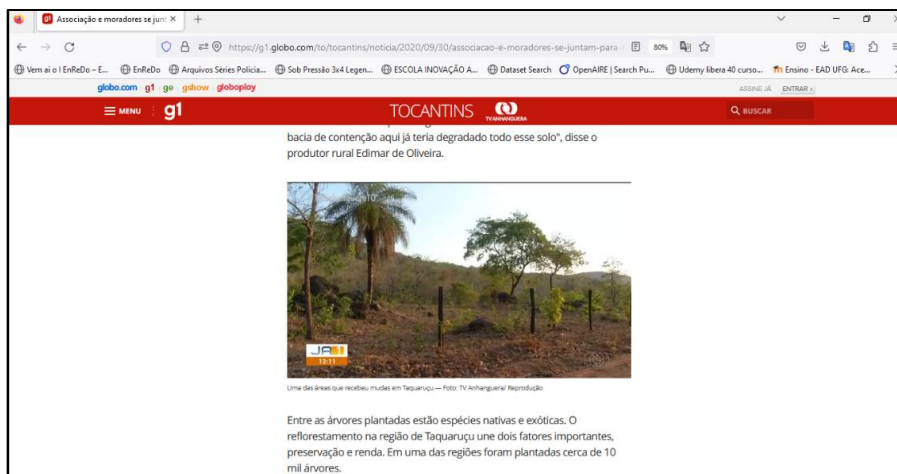 Associação e moradores se junt
https://g1.globo.com/to/tocantins/noticia/2020/09/30/associacao-e-moradores-se-juntam-para-
80%
Vem ai o I EnReDo – E... EnReDo Arquivos Séries Policia... Sob Pressão 3x4 Legen... ESCOLA INOVAÇÃO A... Dataset Search OpenAIRE | Search Pu... Udemy libera 40 curso... Ensino - EAD UFG: Ace...
globo.com g1 ge gshow globoplay ASSINE JÁ ENTRAR ›
MENU g1 TOCANTINS TV ANHANGUERA BUSCAR
bacia de contenção aqui já teria degradado todo esse solo", disse o
produtor rural Edimar de Oliveira.
JA1
12:11
Uma das áreas que recebeu mudas em Taquaruçu — Foto: TV Anhanguera/ Reprodução
Entre as árvores plantadas estão espécies nativas e exóticas. O
reflorestamento na região de Taquaruçu une dois fatores importantes,
preservação e renda. Em uma das regiões foram plantadas cerca de 10
mil árvores.